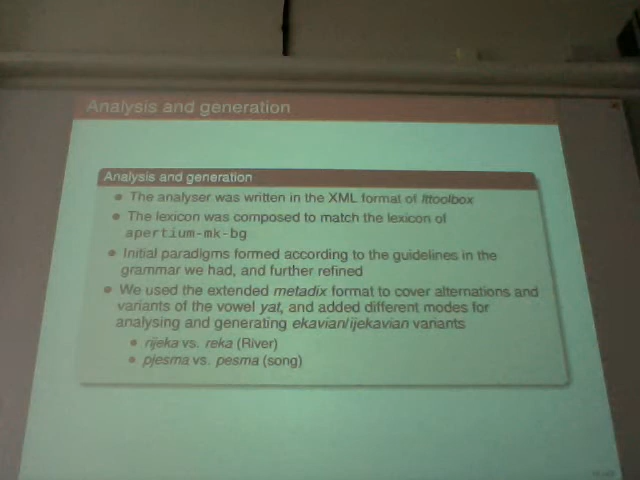 Analysis and generation
Analysis and generation
The analyser was written in the XML format of lttoolbox
The lexicon was composed to match the lexicon of
apertium-mk-bg
Initial paradigms formed according to the guidelines in the
grammar we had, and further refined
We used the extended metadix format to cover alternations and
variants of the vowel yat, and added different modes for
analysing and generating ekavian/ijekavian variants
rijeka vs. reka (River)
pjesma vs. pesma (song)